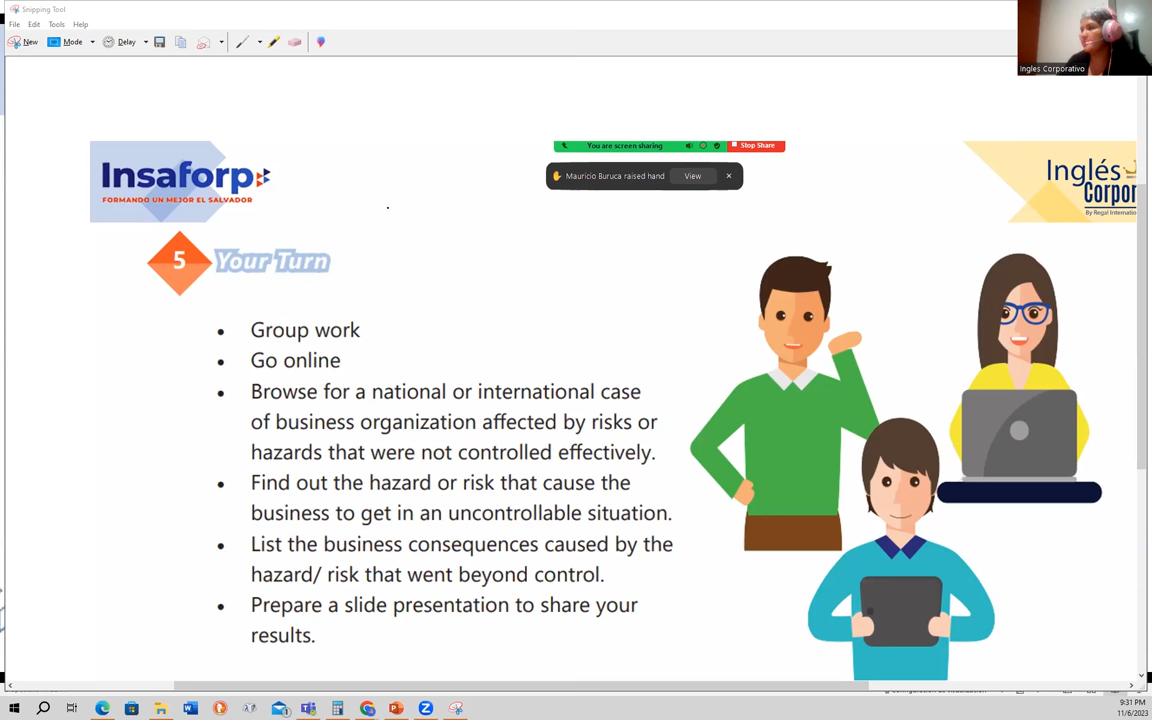 Snipping Tool
File Edit Tools Help
New Mode Delay
Ingles Corporativo
You are screen sharing Stop Share
Mauricio Buruca raised hand View
Insaforp
FORMANDO UN MEJOR EL SALVADOR
Inglés
Corpor
By Regal Internatio
5 Your Turn
• Group work
• Go online
• Browse for a national or international case
of business organization affected by risks or
hazards that were not controlled effectively.
• Find out the hazard or risk that cause the
business to get in an uncontrollable situation.
• List the business consequences caused by the
hazard/ risk that went beyond control.
• Prepare a slide presentation to share your
results.
9:31 PM
11/6/2023